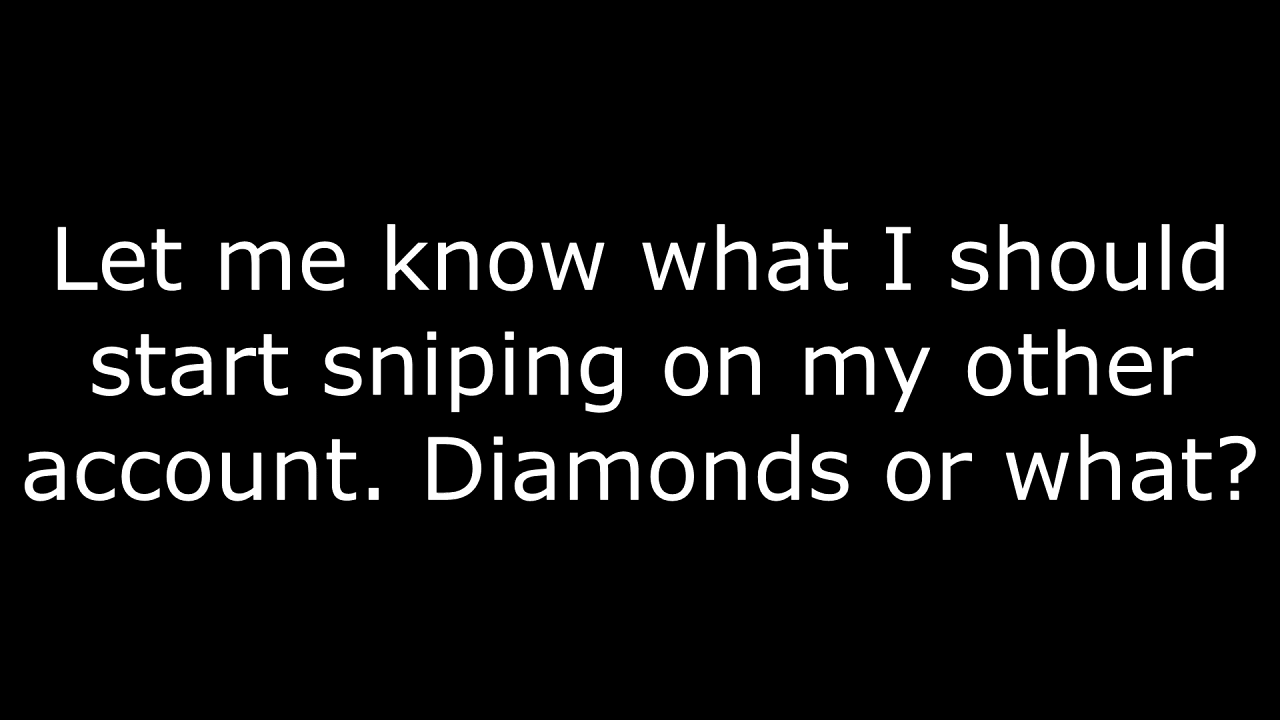 Let me know what I should
start sniping on my other
account. Diamonds or what?